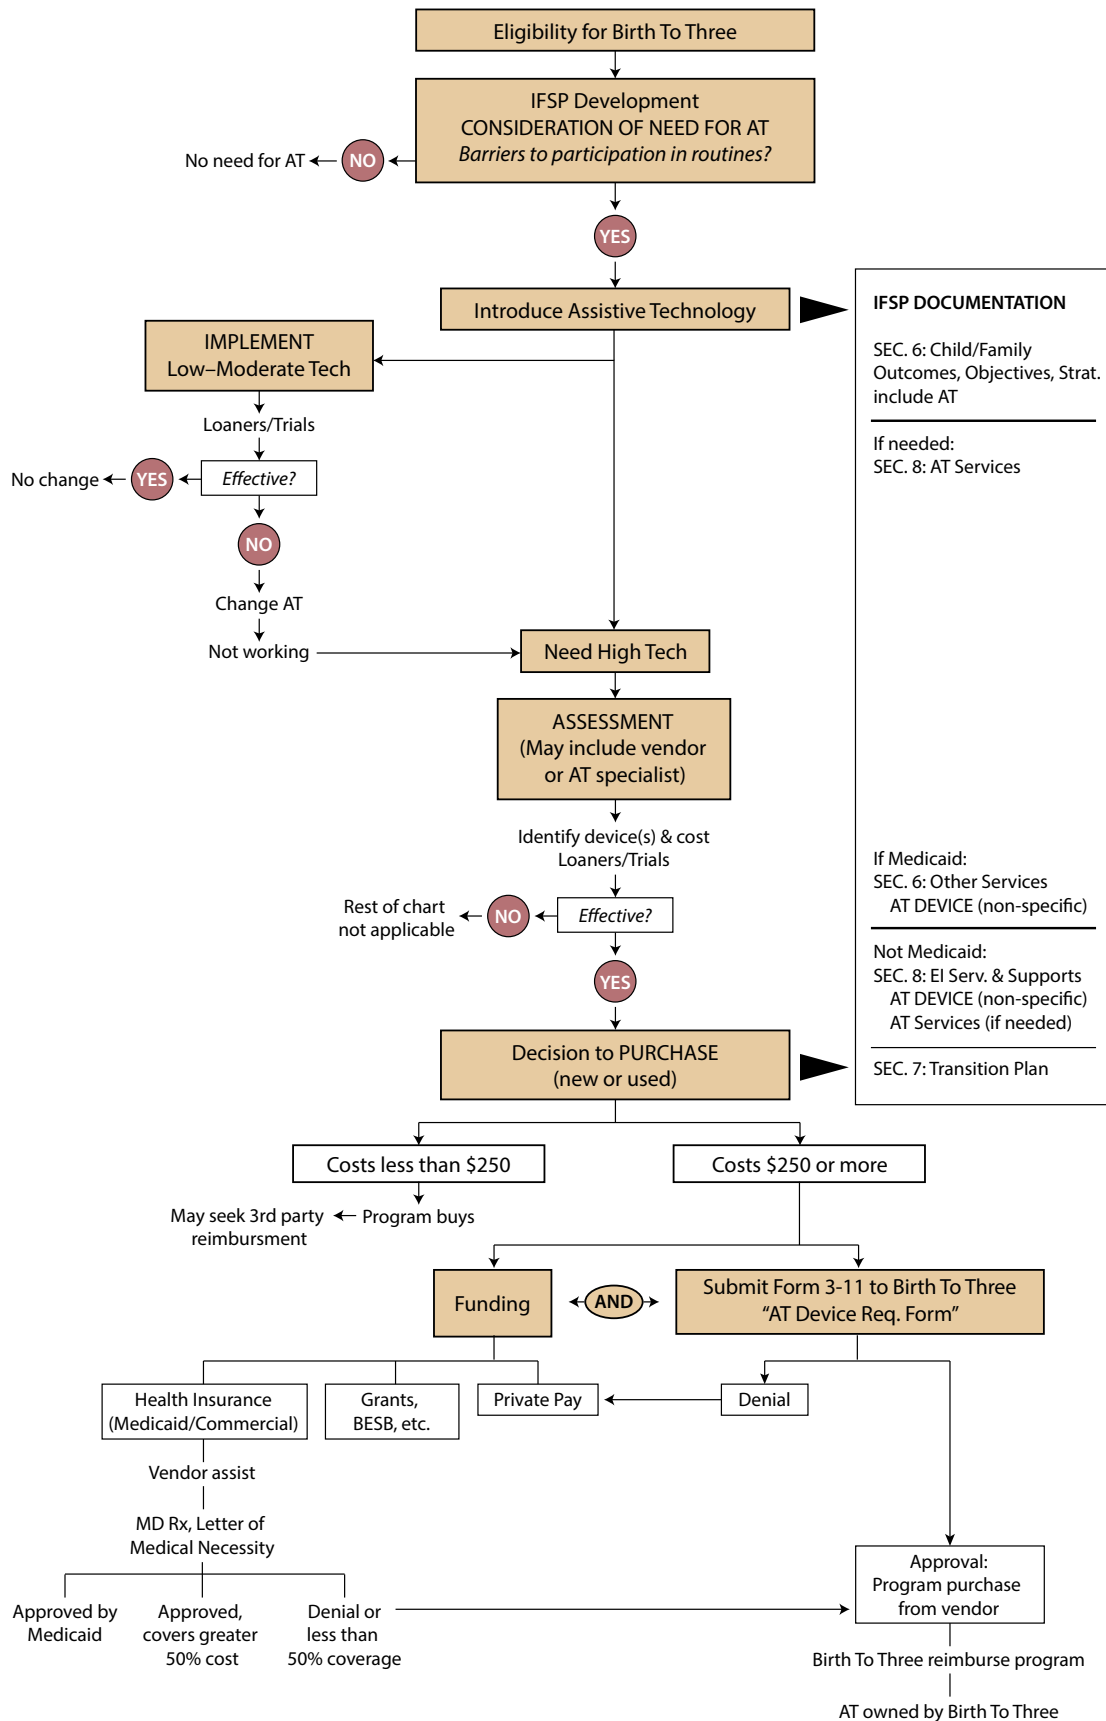 Eligibility for Birth To Three
IFSP Development
CONSIDERATION OF NEED FOR AT
Barriers to participation in routines?
No need for AT
NO
YES
Introduce Assistive Technology
IFSP DOCUMENTATION
SEC. 6: Child/Family
Outcomes, Objectives, Strat.
include AT
If needed:
SEC. 8: AT Services
If Medicaid:
SEC. 6: Other Services
AT DEVICE (non-specific)
Not Medicaid:
SEC. 8: EI Serv. & Supports
AT DEVICE (non-specific)
AT Services (if needed)
SEC. 7: Transition Plan
IMPLEMENT
Low–Moderate Tech
Loaners/Trials
Effective?
YES
No change
NO
Change AT
Not working
Need High Tech
ASSESSMENT
(May include vendor
or AT specialist)
Identify device(s) & cost
Loaners/Trials
Effective?
NO
Rest of chart
not applicable
YES
Decision to PURCHASE
(new or used)
Costs less than $250
Costs $250 or more
Program buys
May seek 3rd party
reimbursment
Funding
AND
Submit Form 3-11 to Birth To Three
“AT Device Req. Form”
Health Insurance
(Medicaid/Commercial)
Grants,
BESB, etc.
Private Pay
Denial
Vendor assist
MD Rx, Letter of
Medical Necessity
Approved by
Medicaid
Approved,
covers greater
50% cost
Denial or
less than
50% coverage
Approval:
Program purchase
from vendor
Birth To Three reimburse program
AT owned by Birth To Three